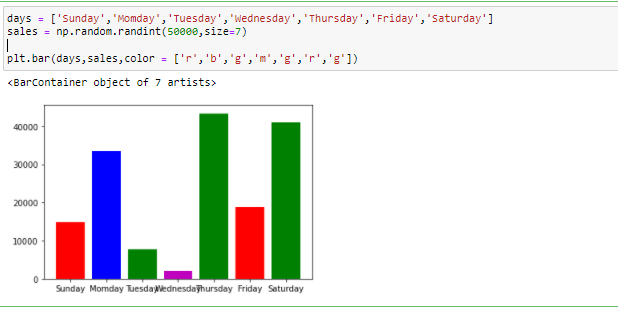 days = ['Sunday','Momday','Tuesday','Wednesday','Thursday','Friday','Saturday']
sales = np.random.randint(50000,size=7)
plt.bar(days,sales,color = ['r','b','g','m','g','r','g'])
<BarContainer object of 7 artists>
40000
30000
20000
10000
0
Sunday Momday Tuesday Wednesday Thursday Friday Saturday